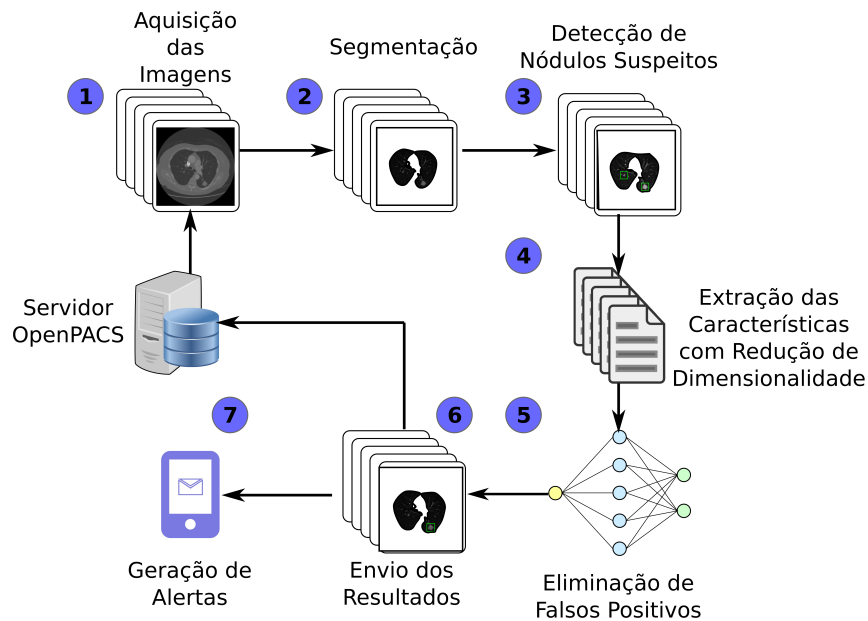 Aquisição
das
Imagens
1
Segmentação
2
Detecção de
Nódulos Suspeitos
3
4
Extração das
Características
com Redução de
Dimensionalidade
Servidor
OpenPACS
5
Eliminação de
Falsos Positivos
6
Envio dos
Resultados
7
Geração de
Alertas